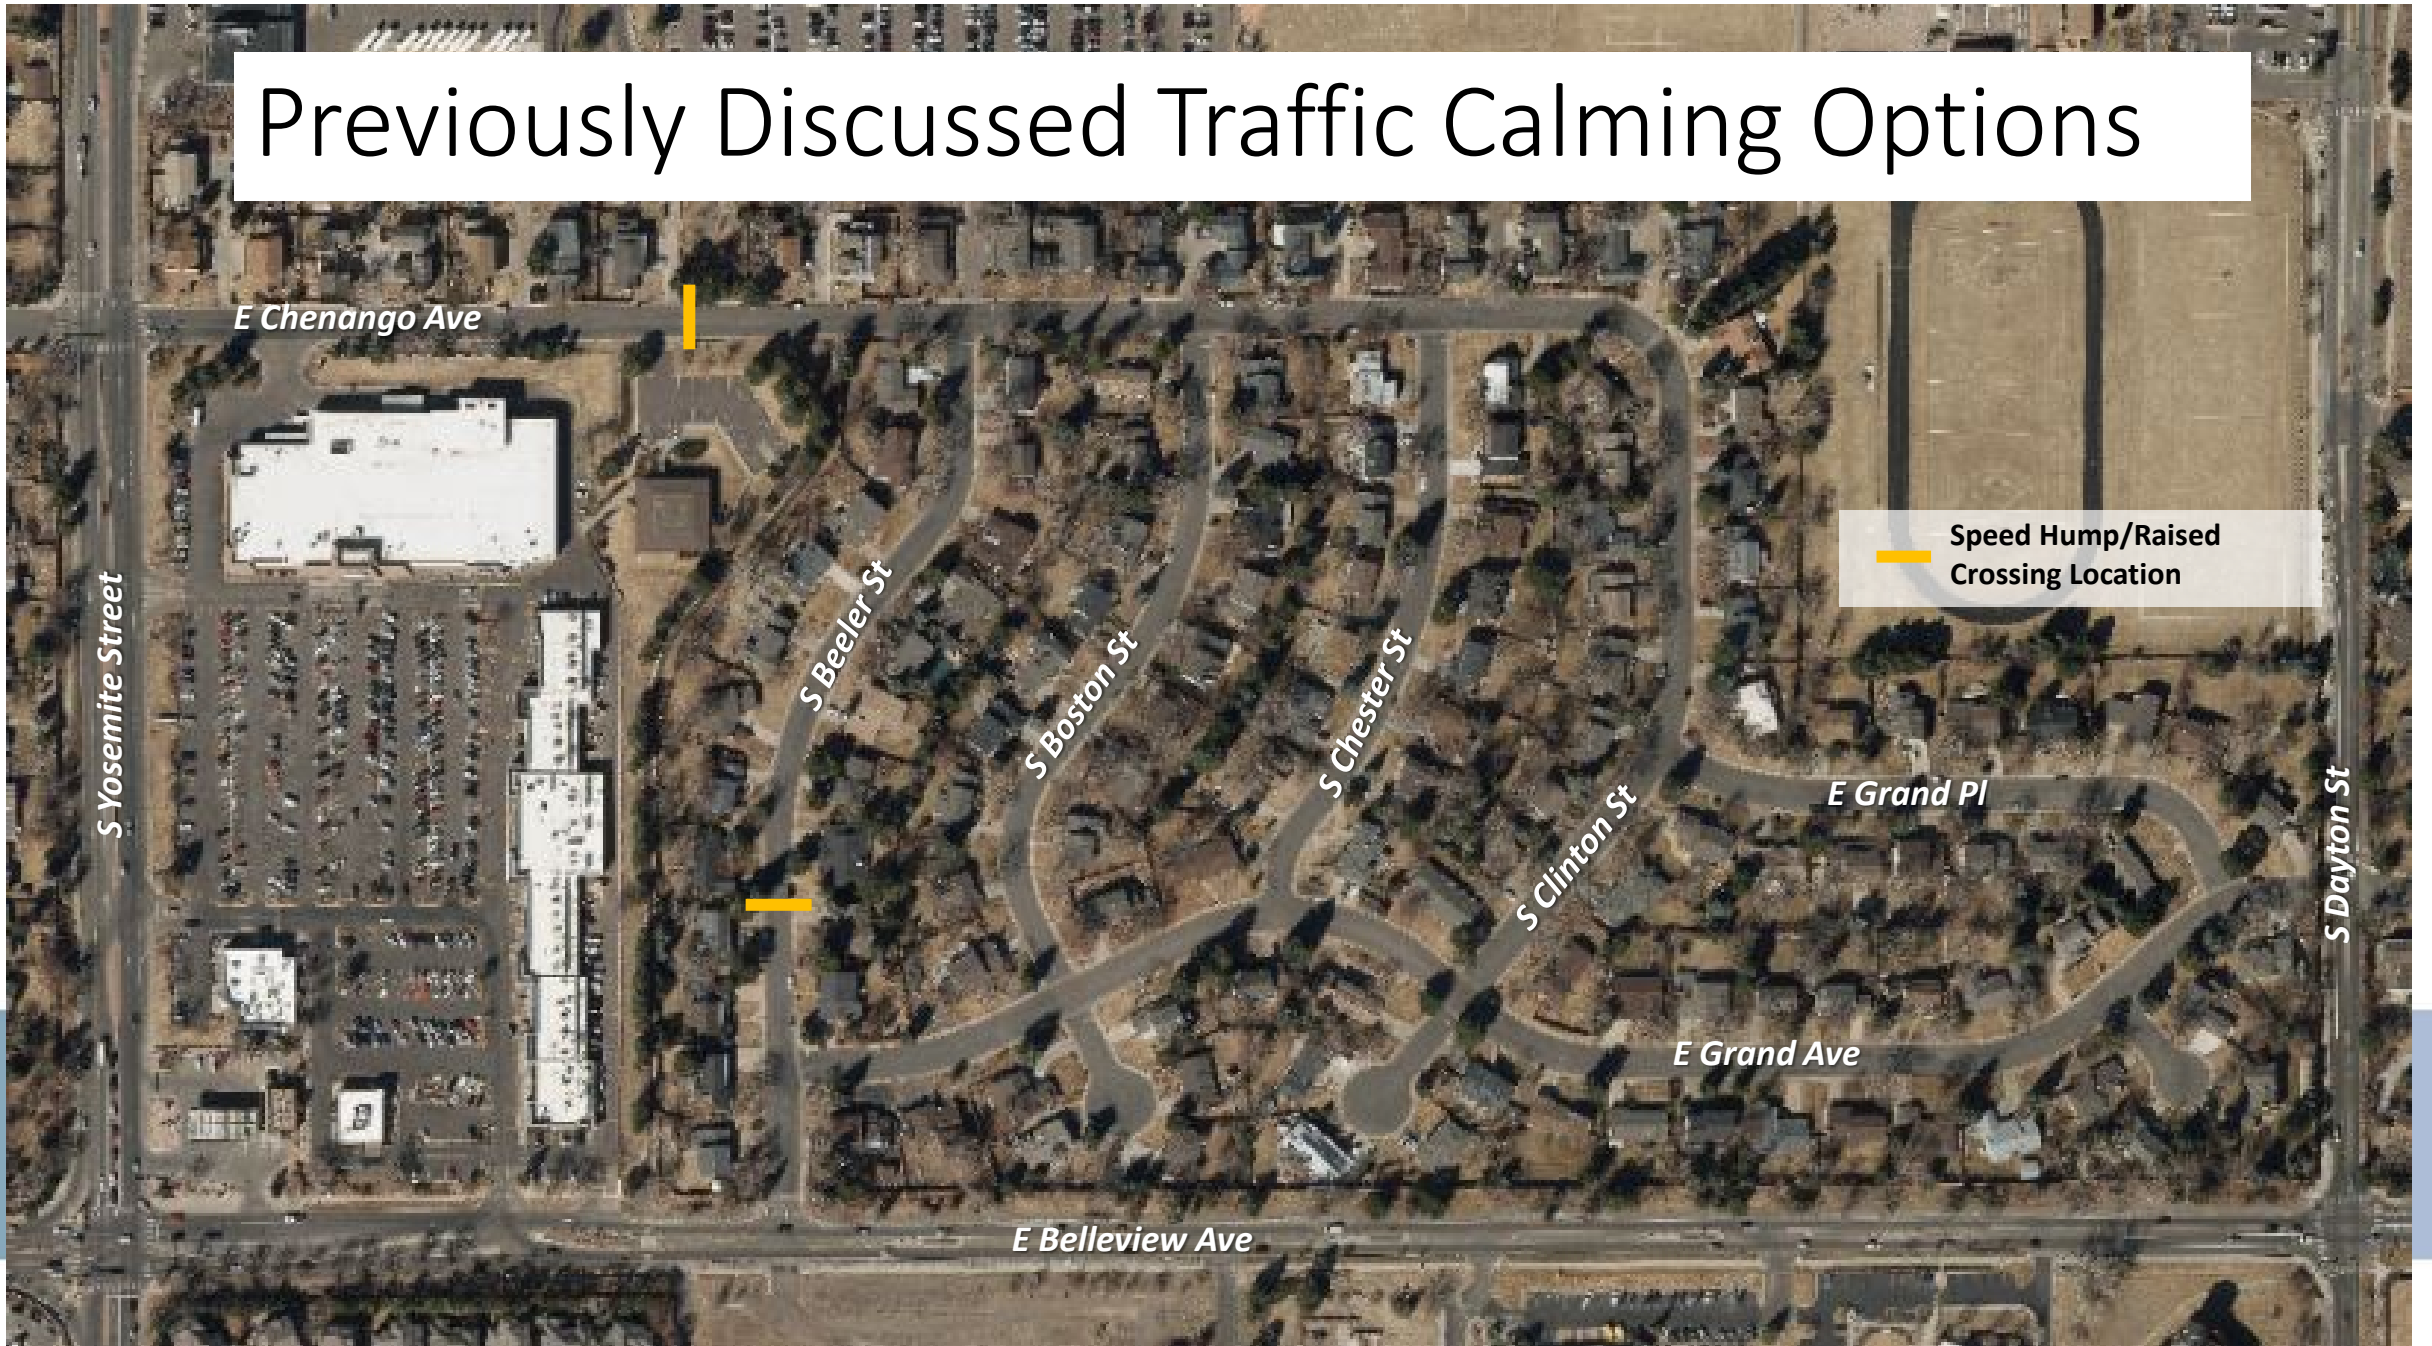 Previously Discussed Traffic Calming Options
E Chenango Ave
Speed Hump/Raised
Crossing Location
S Yosemite Street
S Beeler St
S Boston St
S Chester St
S Clinton St
E Grand Pl
S Dayton St
E Grand Ave
E Belleview Ave